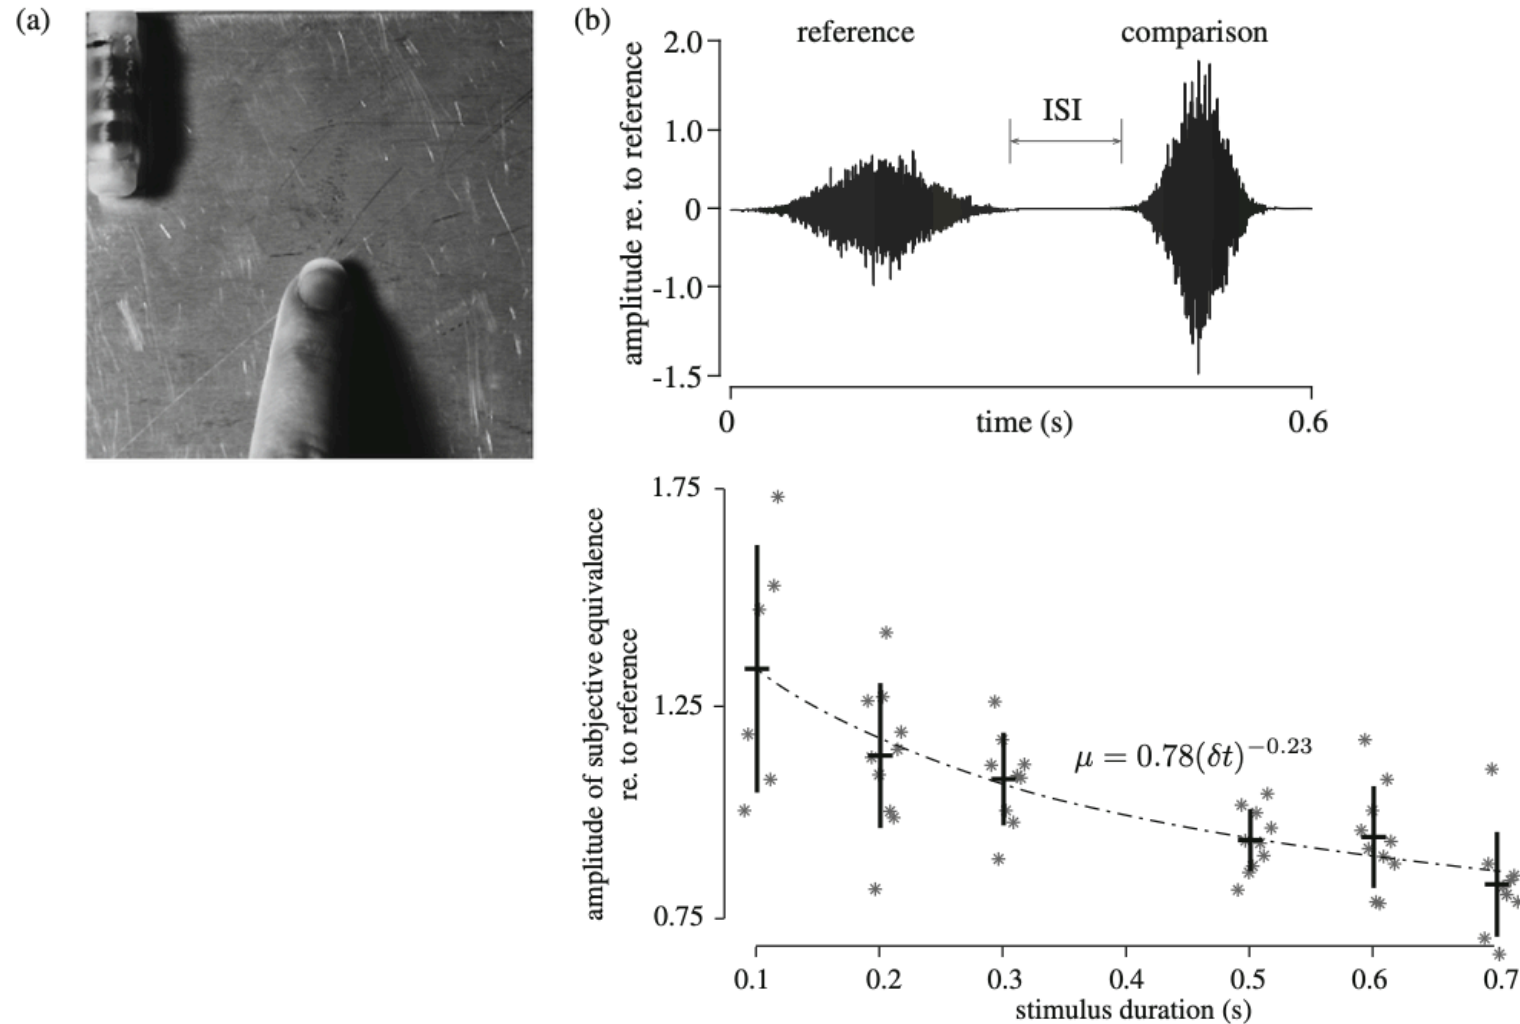 (a)
(b)
reference
comparison
ISI
amplitude re. to reference
2.0
1.0
0
-1.0
-1.5
0
time (s)
0.6
amplitude of subjective equivalence
re. to reference
1.75
1.25
0.75
μ = 0.78(δt)^−0.23
0.1
0.2
0.3
0.4
0.5
0.6
0.7
stimulus duration (s)